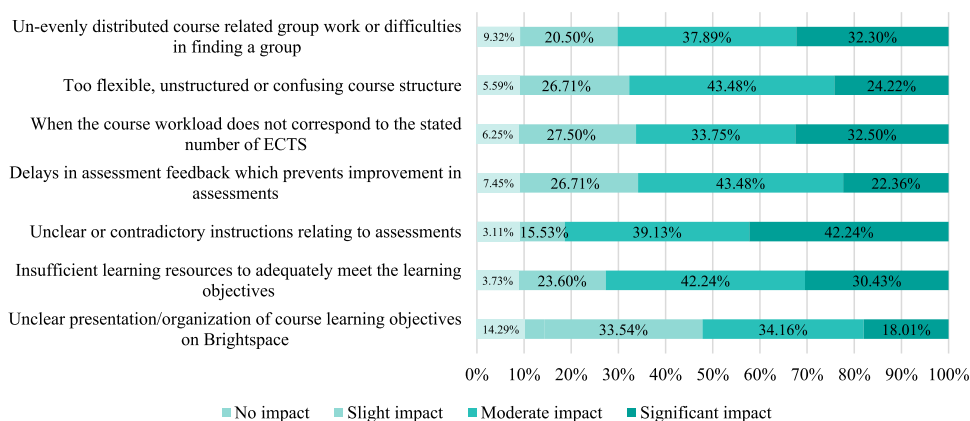 Un-evenly distributed course related group work or difficulties
in finding a group
9.32% 20.50% 37.89% 32.30%
Too flexible, unstructured or confusing course structure
5.59% 26.71% 43.48% 24.22%
When the course workload does not correspond to the stated
number of ECTS
6.25% 27.50% 33.75% 32.50%
Delays in assessment feedback which prevents improvement in
assessments
7.45% 26.71% 43.48% 22.36%
Unclear or contradictory instructions relating to assessments
3.11% 15.53% 39.13% 42.24%
Insufficient learning resources to adequately meet the learning
objectives
3.73% 23.60% 42.24% 30.43%
Unclear presentation/organization of course learning objectives
on Brightspace
14.29% 33.54% 34.16% 18.01%
0% 10% 20% 30% 40% 50% 60% 70% 80% 90% 100%
No impact Slight impact Moderate impact Significant impact